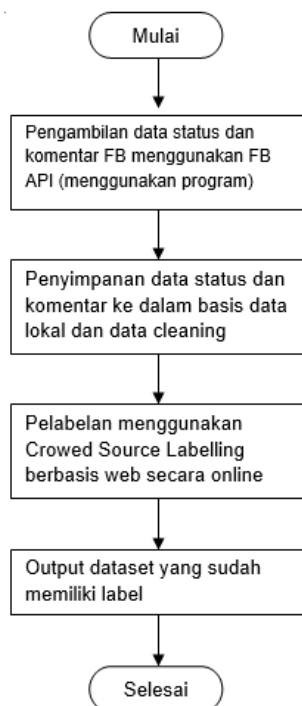 Mulai
Pengambilan data status dan
komentar FB menggunakan FB
API (menggunakan program)
Penyimpanan data status dan
komentar ke dalam basis data
lokal dan data cleaning
Pelabelan menggunakan
Crowed Source Labelling
berbasis web secara online
Output dataset yang sudah
memiliki label
Selesai